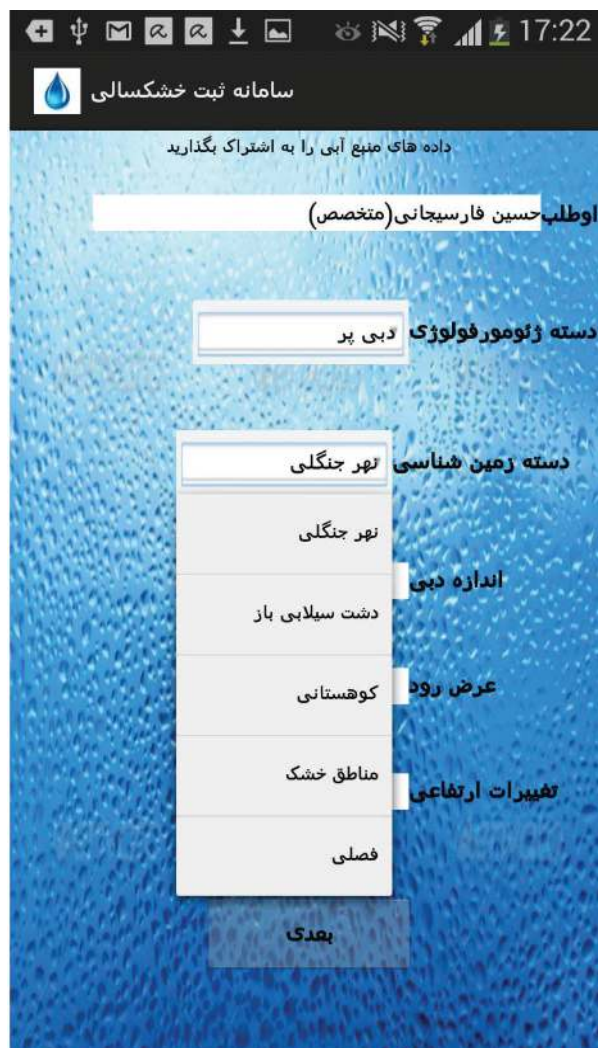 17:22
سامانه ثبت خشکسالی
داده های منبع آبی را به اشتراک بگذارید
اوطلب حسین فارسیجانی(متخصص)
دسته ژئومورفولوژی دبی پر
دسته زمین شناسی نهر جنگلی
نهر جنگلی
اندازه دبی
دشت سیلابی باز
عرض رود
کوهستانی
تغییرات ارتفاعی
مناطق خشک
فصلی
بعدی